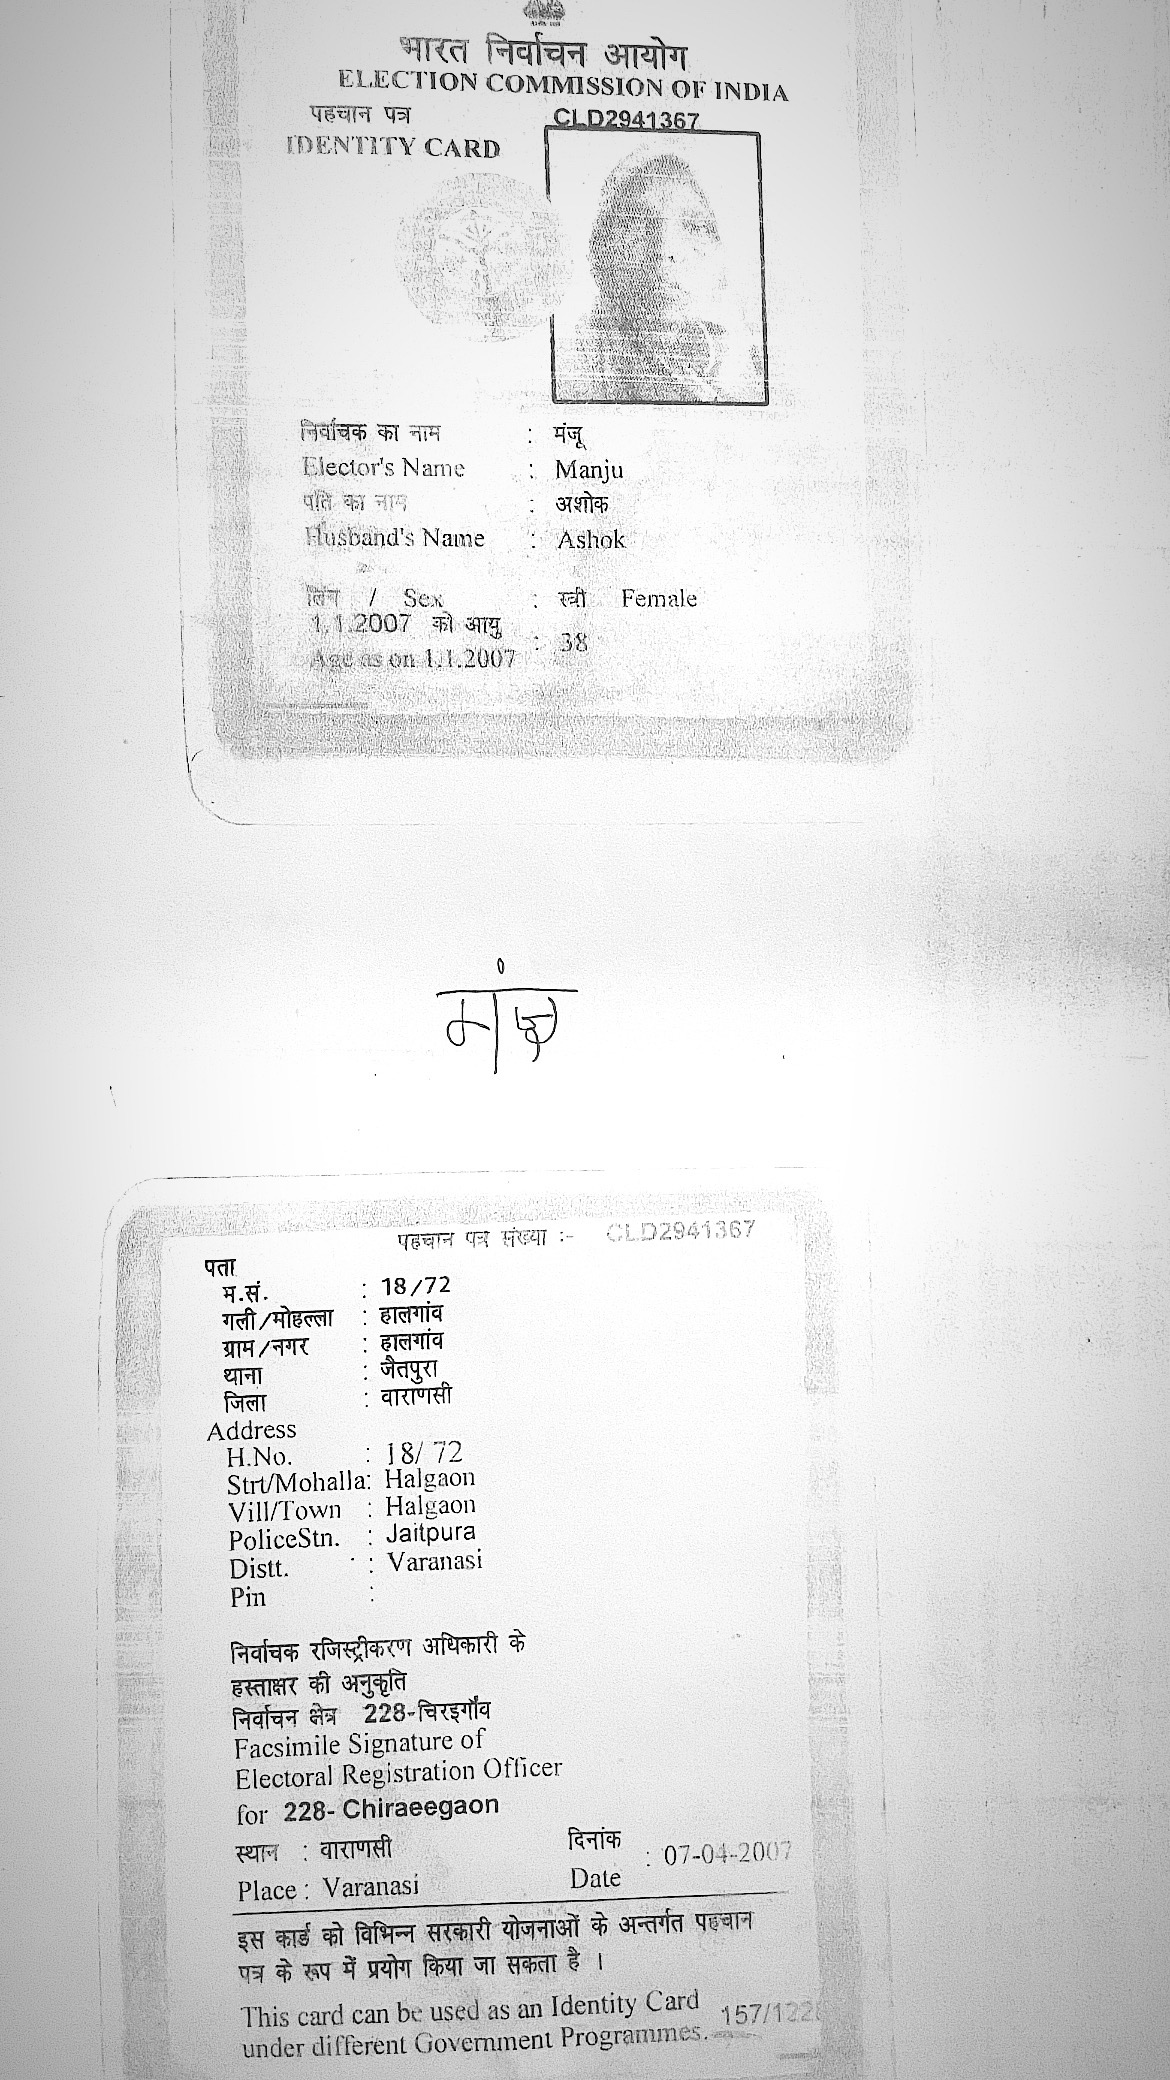 भारत निर्वाचन आयोग
ELECTION COMMISSION OF INDIA
पहचान पत्र CLD2941367
IDENTITY CARD
निर्वाचक का नाम : मंजू
Elector's Name : Manju
पति का नाम : अशोक
Husband's Name : Ashok
लिंग / Sex : स्त्री Female
1.1.2007 को आयु
Age as on 1.1.2007 : 38
मंजू
पहचान पत्र संख्या :- CLD2941367
पता
म.सं. : 18/72
गली/मोहल्ला : हालगांव
ग्राम/नगर : हालगांव
थाना : जैतपुरा
जिला : वाराणसी
Address
H.No. : 18/ 72
Strt/Mohalla: Halgaon
Vill/Town : Halgaon
PoliceStn. : Jaitpura
Distt. : Varanasi
Pin :
निर्वाचक रजिस्ट्रीकरण अधिकारी के
हस्ताक्षर की अनुकृति
निर्वाचन क्षेत्र 228-चिरइगाँव
Facsimile Signature of
Electoral Registration Officer
for 228- Chiraeegaon
स्थान : वाराणसी दिनांक
Place : Varanasi Date : 07-04-2007
इस कार्ड को विभिन्न सरकारी योजनाओं के अन्तर्गत पहचान
पत्र के रूप में प्रयोग किया जा सकता है ।
This card can be used as an Identity Card
under different Government Programmes.